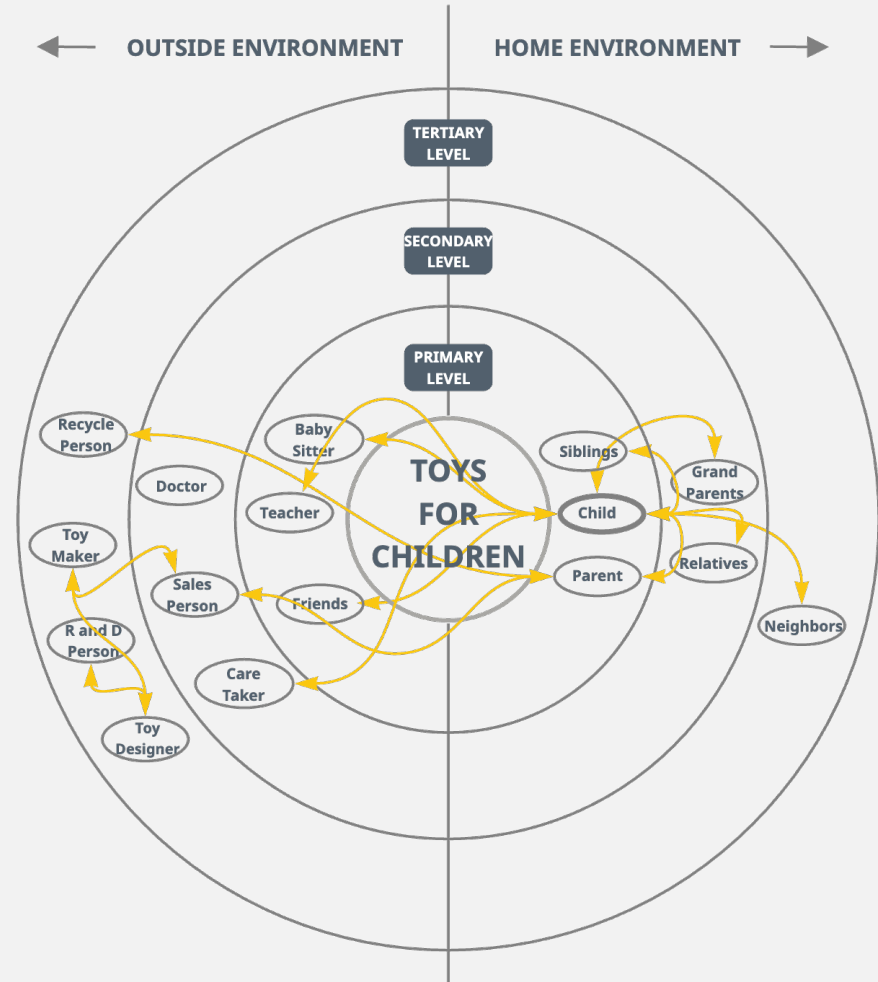 OUTSIDE ENVIRONMENT
HOME ENVIRONMENT
TERTIARY
LEVEL
SECONDARY
LEVEL
PRIMARY
LEVEL
TOYS
FOR
CHILDREN
Recycle
Person
Baby
Sitter
Siblings
Grand
Parents
Doctor
Teacher
Child
Toy
Maker
Relatives
Parent
Sales
Person
Friends
Neighbors
R and D
Person
Care
Taker
Toy
Designer